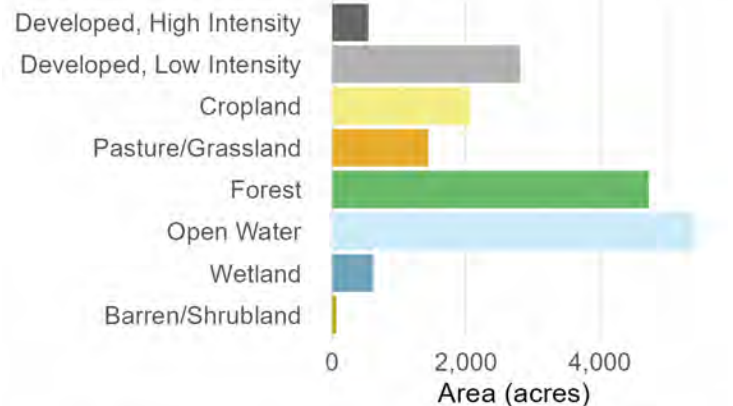 Developed, High Intensity
Developed, Low Intensity
Cropland
Pasture/Grassland
Forest
Open Water
Wetland
Barren/Shrubland
0 2,000 4,000
Area (acres)